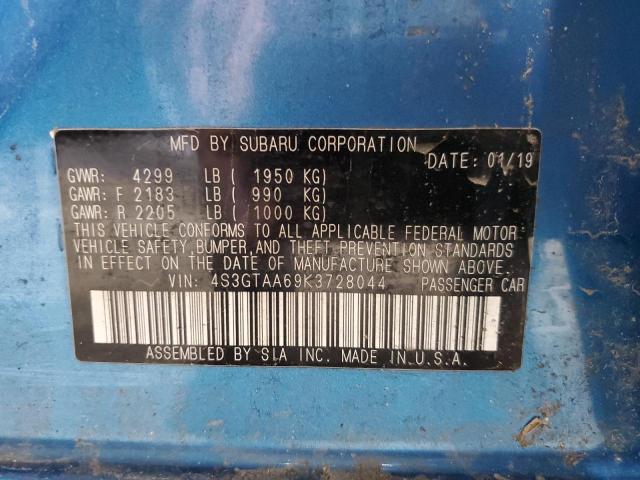 MFD BY SUBARU CORPORATION
DATE: 01/19
GVWR: 4299 LB ( 1950 KG)
GAWR: F 2183 LB ( 990 KG)
GAWR: R 2205 LB ( 1000 KG)
THIS VEHICLE CONFORMS TO ALL APPLICABLE FEDERAL MOTOR
VEHICLE SAFETY, BUMPER, AND THEFT PREVENTION STANDARDS
IN EFFECT ON THE DATE OF MANUFACTURE SHOWN ABOVE.
VIN: 4S3GTAA69K3728044 PASSENGER CAR
ASSEMBLED BY SIA INC. MADE IN U.S.A.